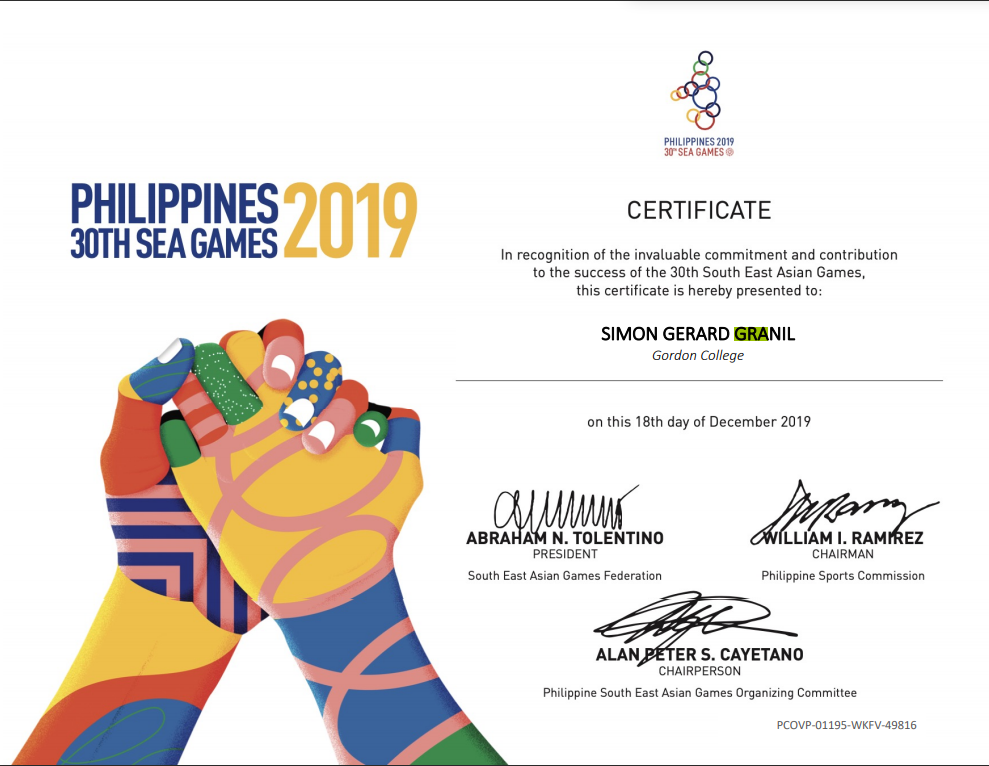 PHILIPPINES 2019
30TH SEA GAMES
PHILIPPINES 2019
30TH SEA GAMES
CERTIFICATE
In recognition of the invaluable commitment and contribution
to the success of the 30th South East Asian Games,
this certificate is hereby presented to:
SIMON GERARD GRANIL
Gordon College
on this 18th day of December 2019
ABRAHAM N. TOLENTINO
PRESIDENT
South East Asian Games Federation
WILLIAM I. RAMIREZ
CHAIRMAN
Philippine Sports Commission
ALAN PETER S. CAYETANO
CHAIRPERSON
Philippine South East Asian Games Organizing Committee
PCOVP-01195-WKFV-49816